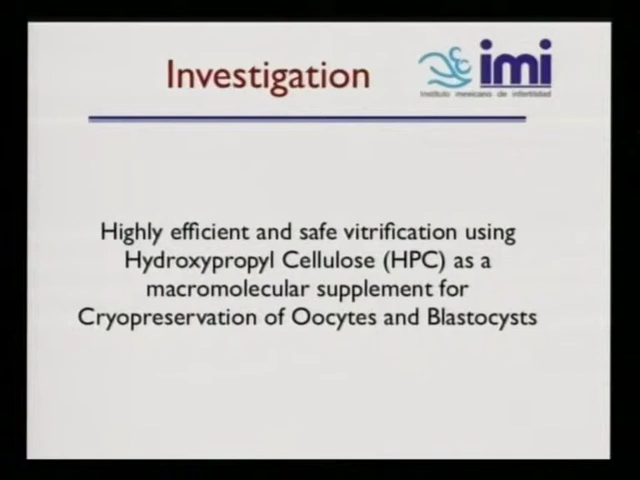 Investigation
imi
instituto mexicano de infertilidad
Highly efficient and safe vitrification using
Hydroxypropyl Cellulose (HPC) as a
macromolecular supplement for
Cryopreservation of Oocytes and Blastocysts